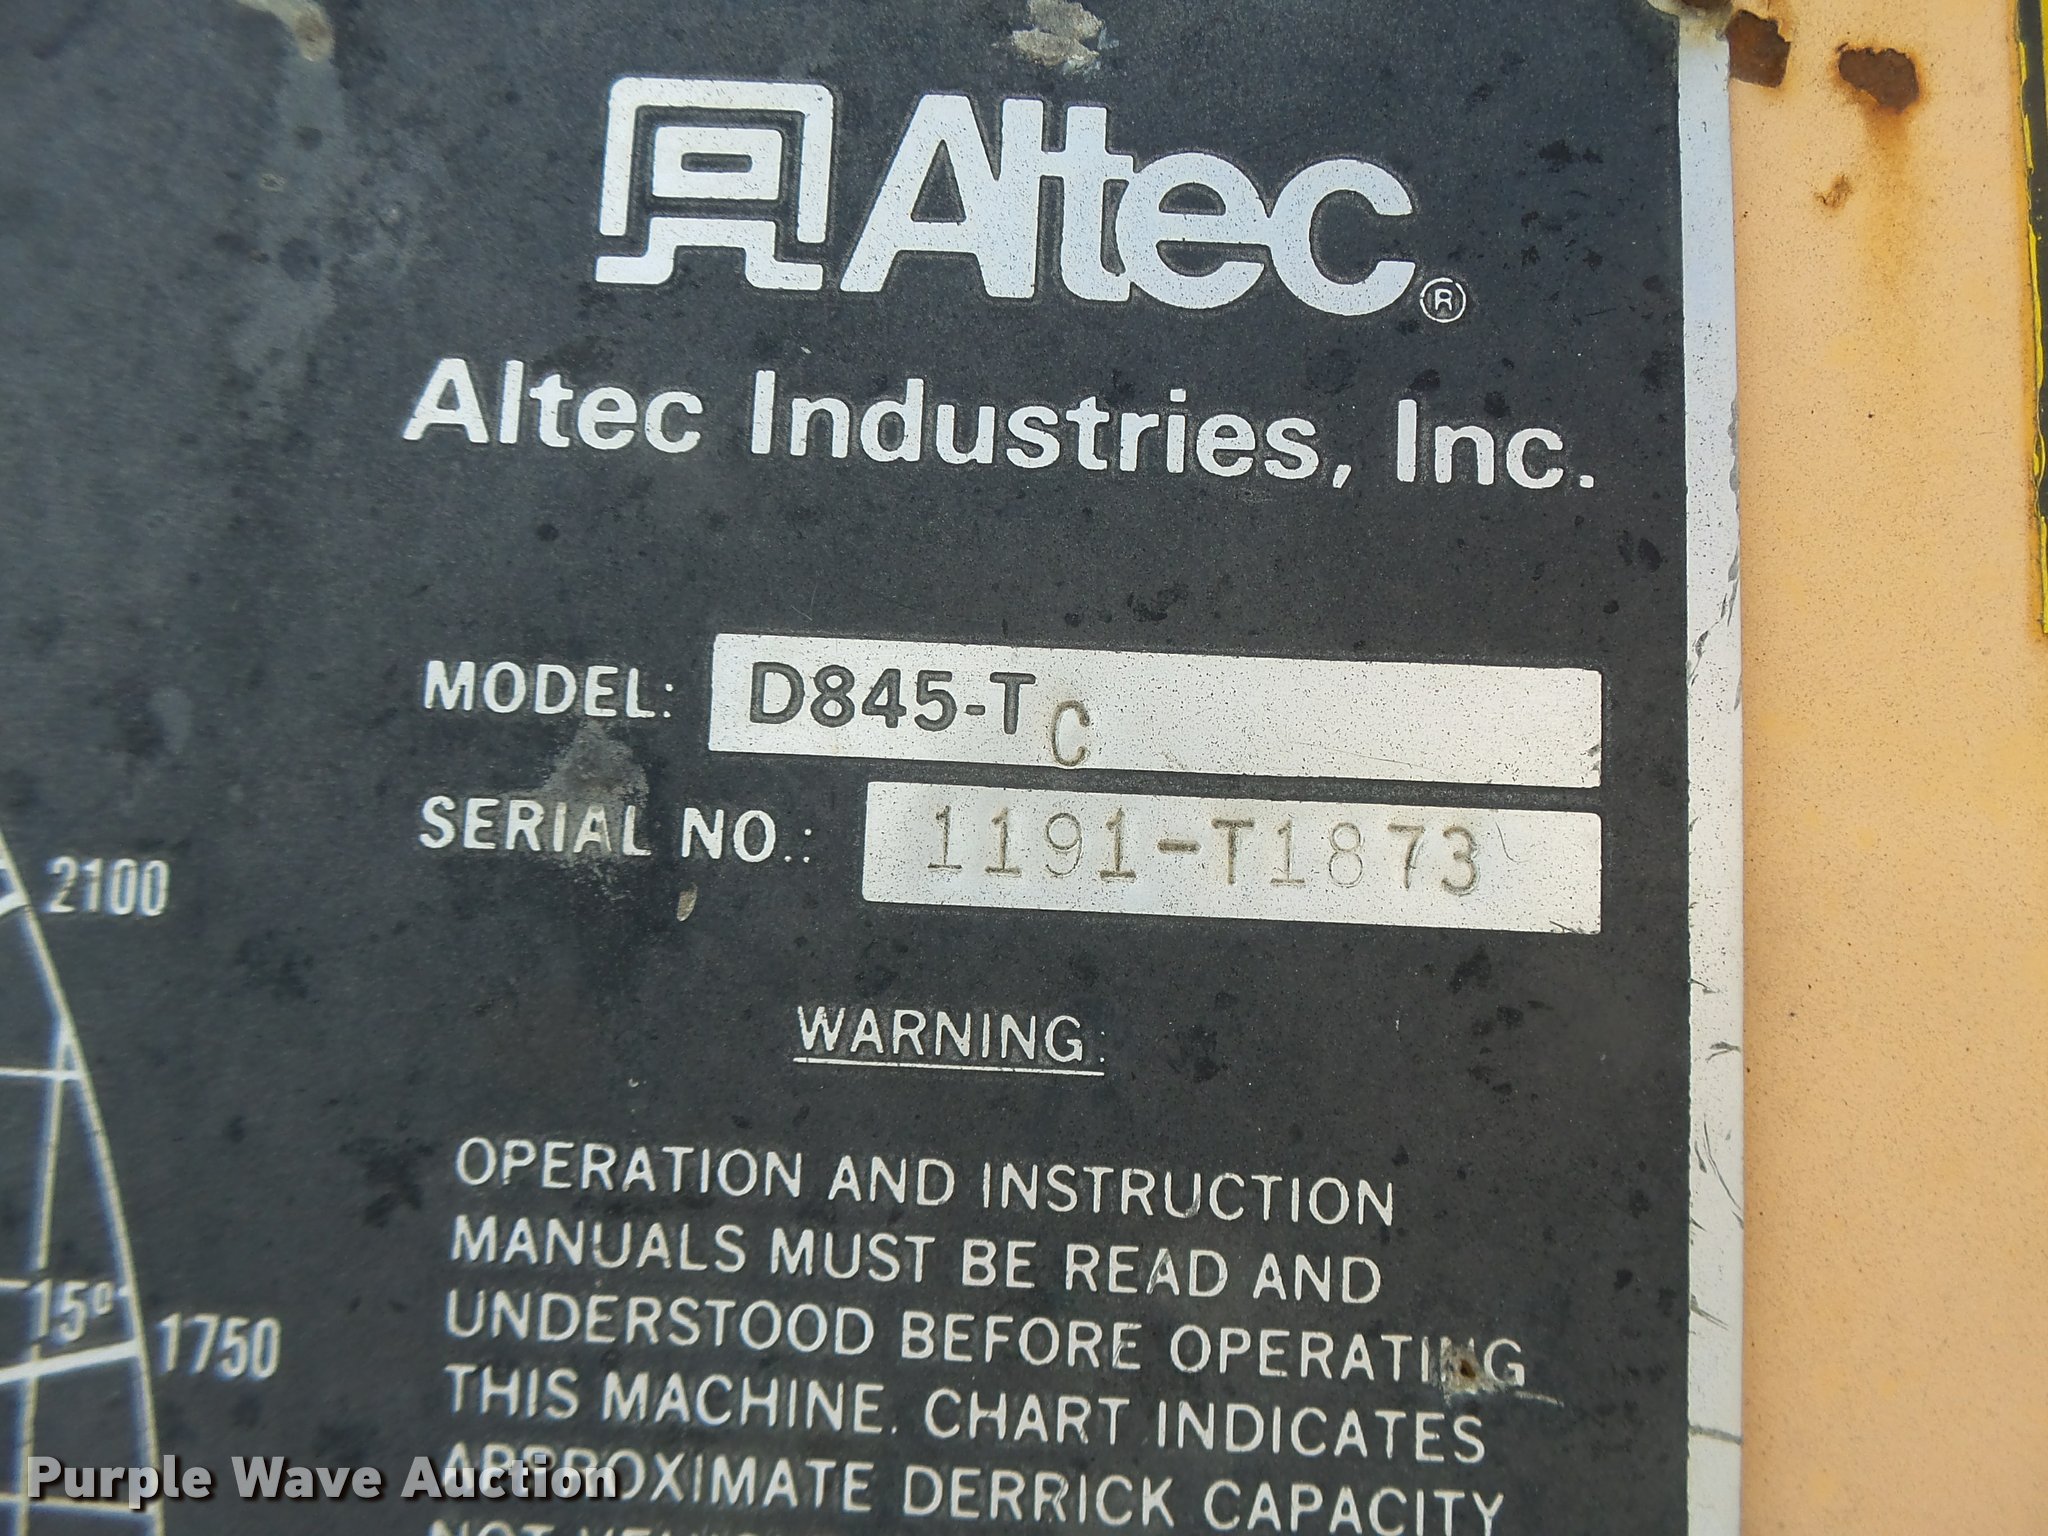 Altec®
Altec Industries, Inc.
MODEL: D845-T C
SERIAL NO.: 1191-T1873
WARNING:
OPERATION AND INSTRUCTION
MANUALS MUST BE READ AND
UNDERSTOOD BEFORE OPERATING
THIS MACHINE. CHART INDICATES
APPROXIMATE DERRICK CAPACITY
NOT
2100
15°
1750
Purple Wave Auction